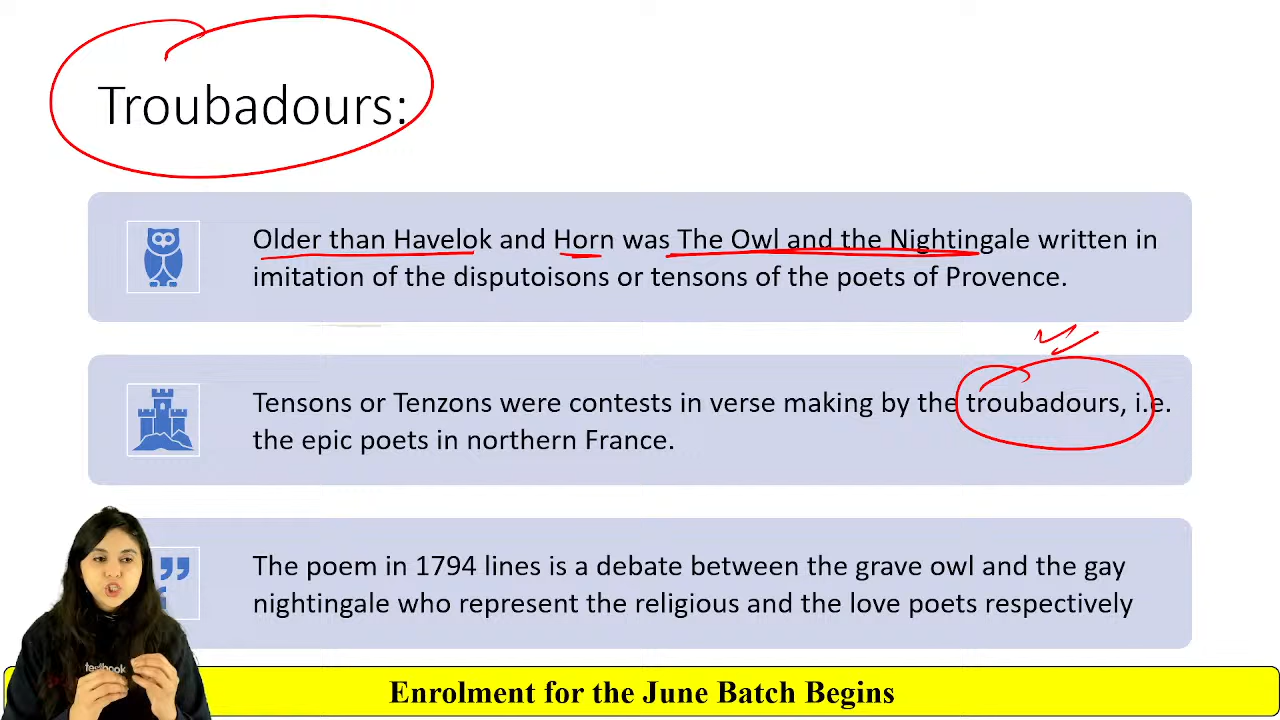 Troubadours:
Older than Havelok and Horn was The Owl and the Nightingale written in
imitation of the disputoisons or tensons of the poets of Provence.
Tensons or Tenzons were contests in verse making by the troubadours, i.e.
the epic poets in northern France.
The poem in 1794 lines is a debate between the grave owl and the gay
nightingale who represent the religious and the love poets respectively
testbook
Enrolment for the June Batch Begins